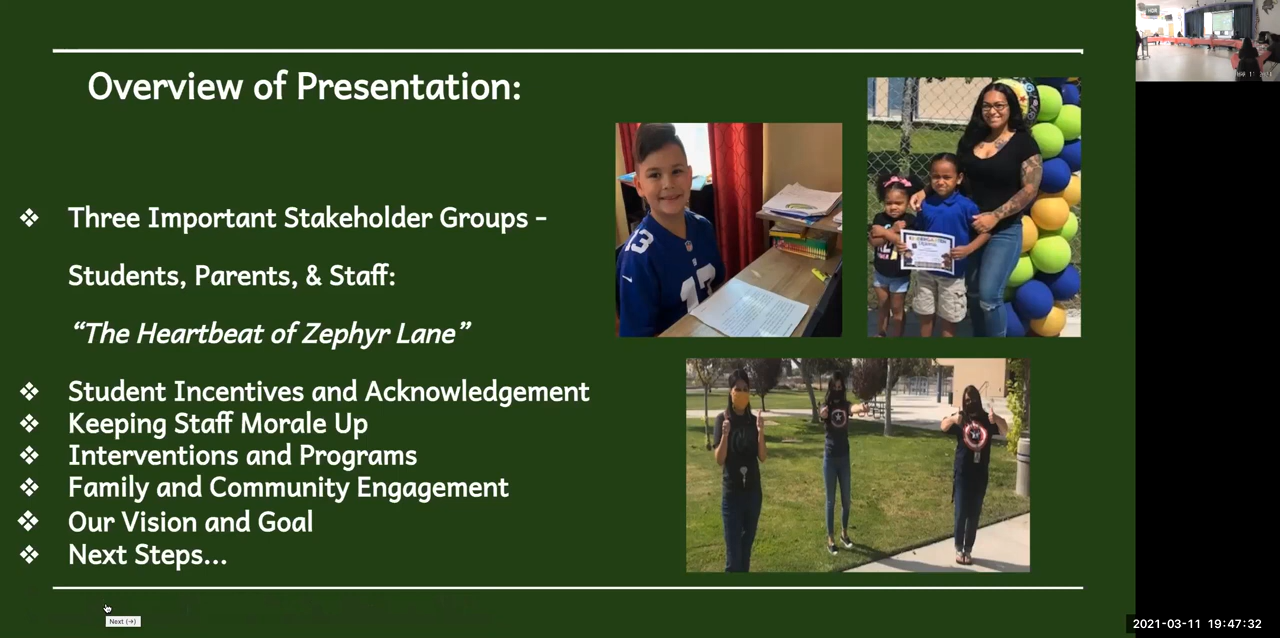 Overview of Presentation:
❖ Three Important Stakeholder Groups -
Students, Parents, & Staff:
“The Heartbeat of Zephyr Lane”
❖ Student Incentives and Acknowledgement
❖ Keeping Staff Morale Up
❖ Interventions and Programs
❖ Family and Community Engagement
❖ Our Vision and Goal
❖ Next Steps...
13
13
Next (→)
2021-03-11 19:47:32